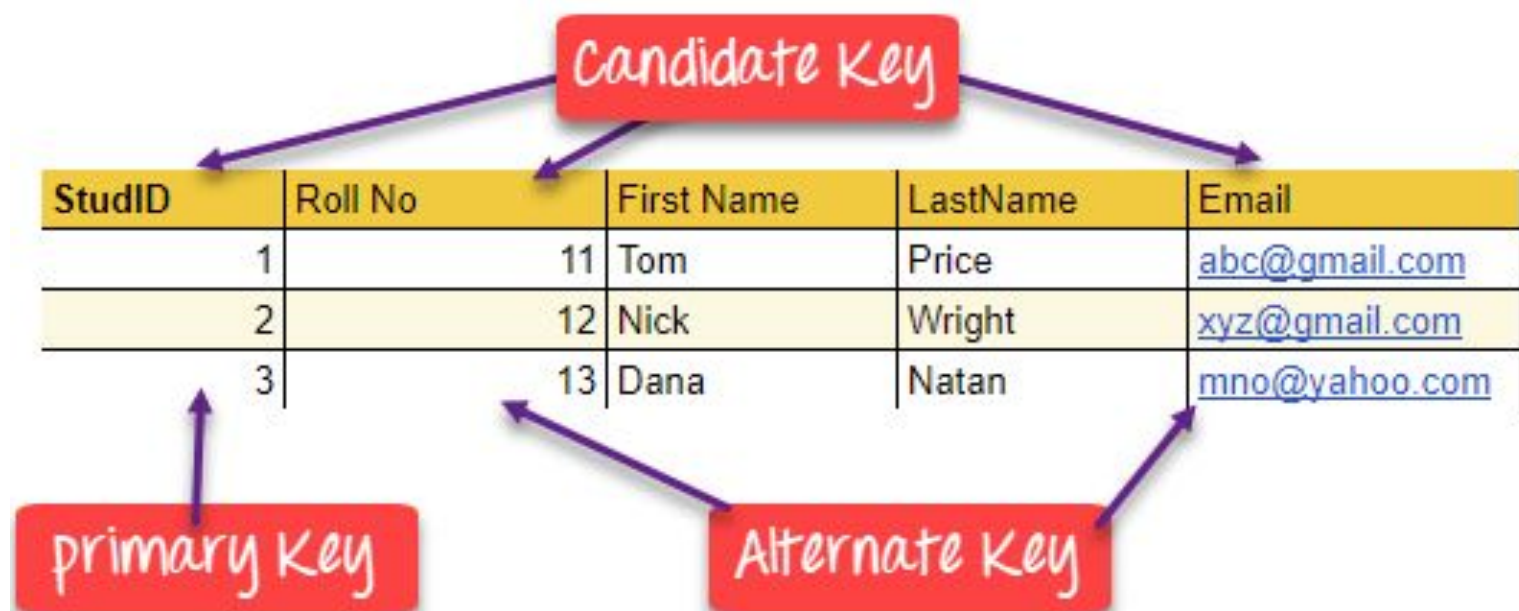 Candidate Key
StudID Roll No First Name LastName Email
1 11 Tom Price abc@gmail.com
2 12 Nick Wright xyz@gmail.com
3 13 Dana Natan mno@yahoo.com
primary Key Alternate Key